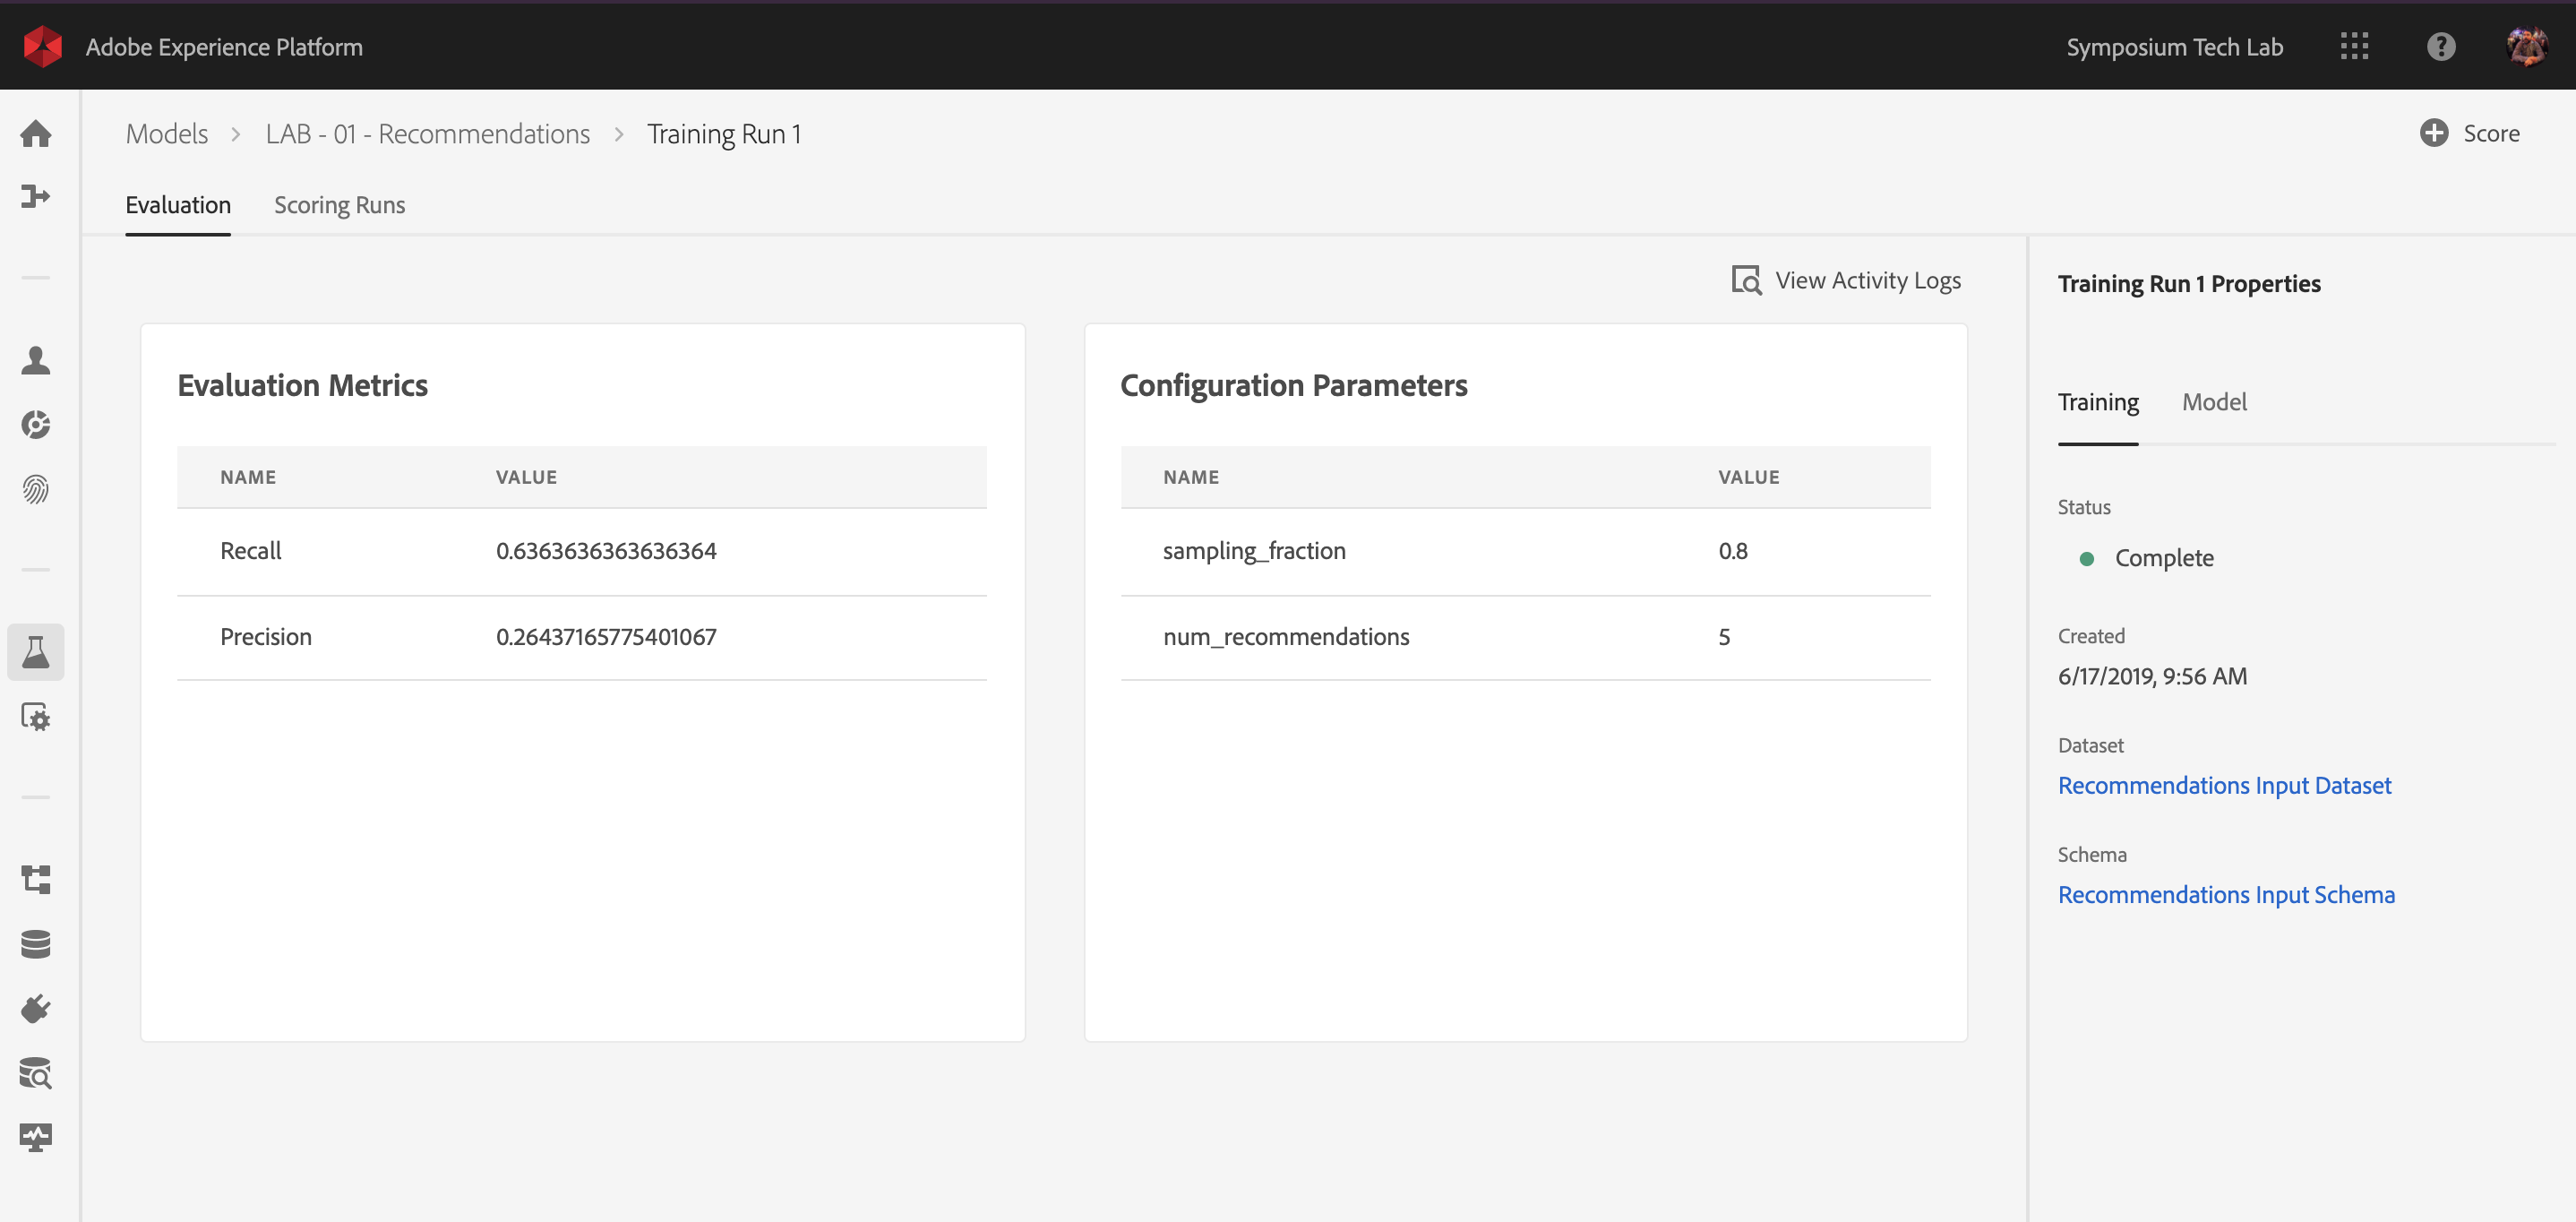 Adobe Experience Platform
Symposium Tech Lab
Models > LAB - 01 - Recommendations > Training Run 1
Score
Evaluation Scoring Runs
View Activity Logs
Evaluation Metrics
NAME VALUE
Recall 0.6363636363636364
Precision 0.26437165775401067
Configuration Parameters
NAME VALUE
sampling_fraction 0.8
num_recommendations 5
Training Run 1 Properties
Training Model
Status
Complete
Created
6/17/2019, 9:56 AM
Dataset
Recommendations Input Dataset
Schema
Recommendations Input Schema